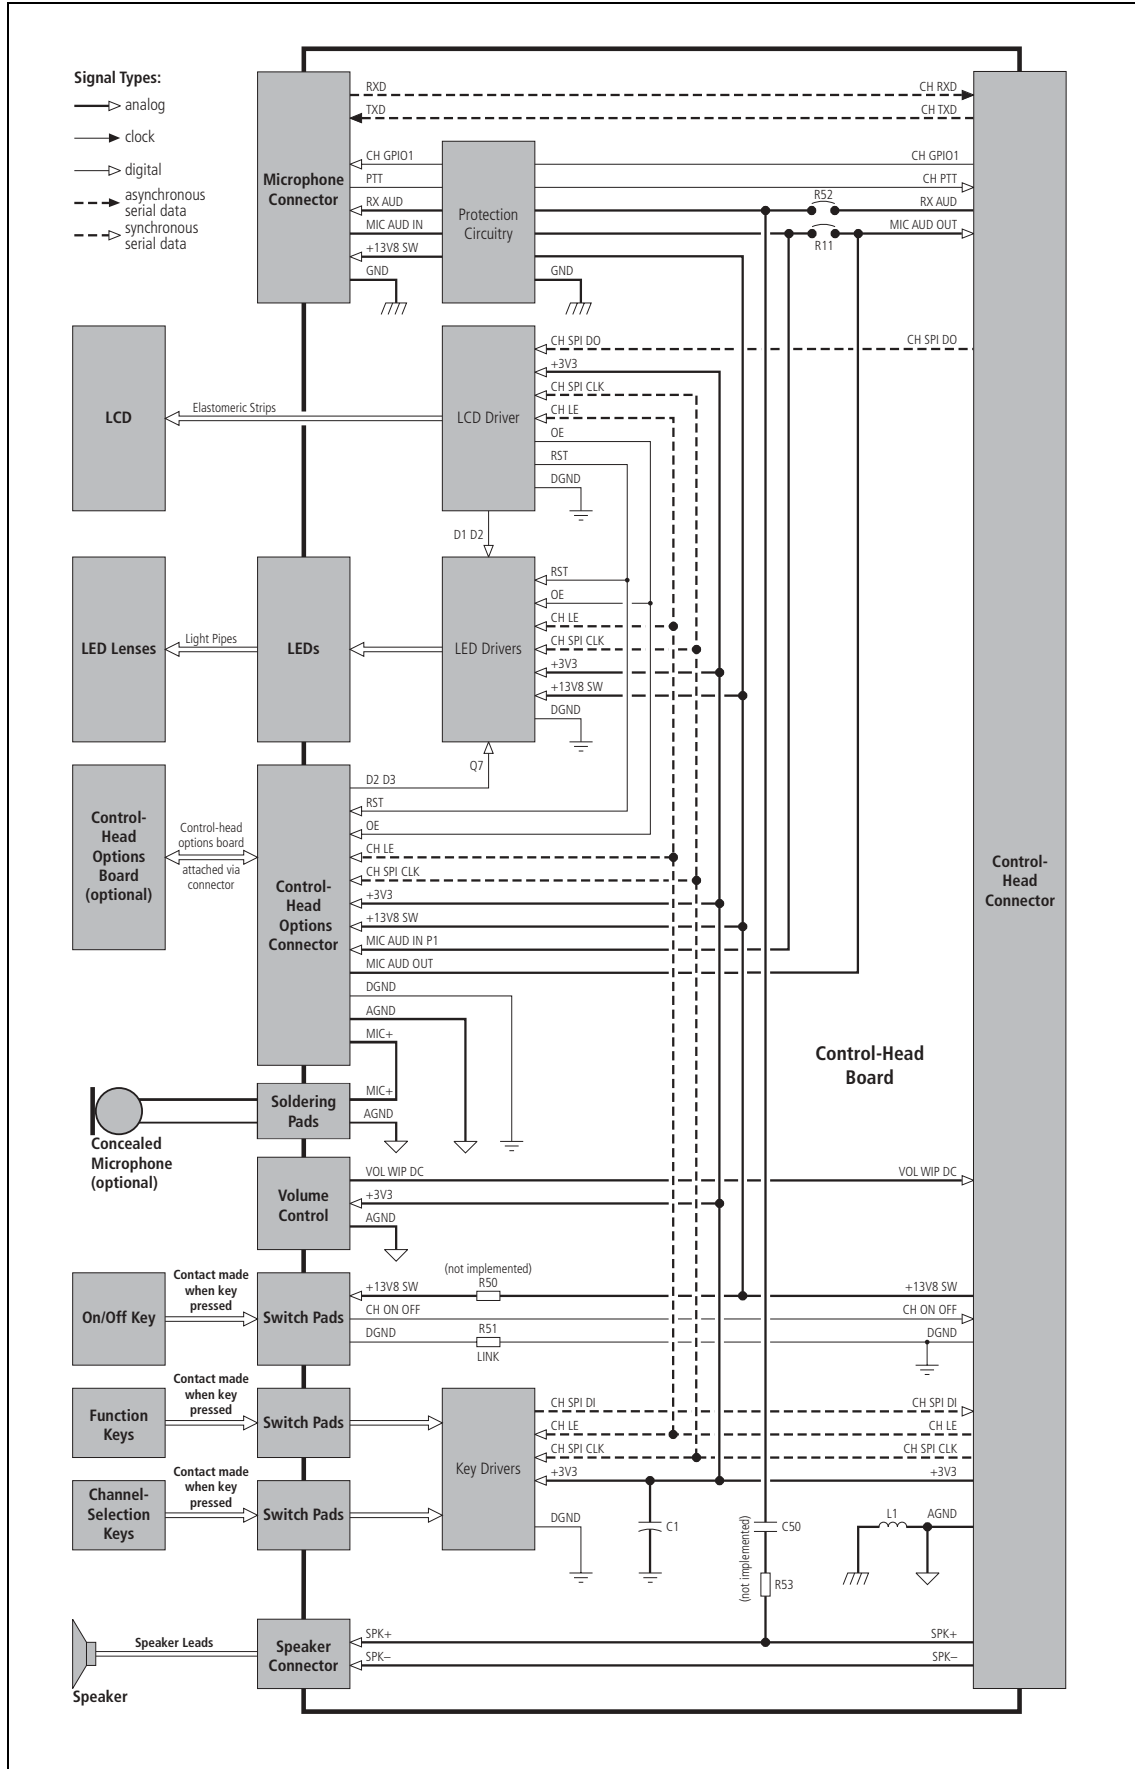 Signal Types:
analog
clock
digital
asynchronous
serial data
synchronous
serial data
Microphone
Connector
RXD
CH RXD
TXD
CH TXD
CH GPIO1
CH GPIO1
PTT
CH PTT
RX AUD
R52
RX AUD
MIC AUD IN
R11
MIC AUD OUT
+13V8 SW
GND
Protection
Circuitry
GND
LCD
Elastomeric Strips
LCD Driver
CH SPI DO
CH SPI DO
+3V3
CH SPI CLK
CH LE
OE
RST
DGND
D1 D2
LED Lenses
Light Pipes
LEDs
LED Drivers
RST
OE
CH LE
CH SPI CLK
+3V3
+13V8 SW
DGND
Q7
Control-
Head
Options
Board
(optional)
Control-head
options board
attached via
connector
Control-
Head
Options
Connector
D2 D3
RST
OE
CH LE
CH SPI CLK
+3V3
+13V8 SW
MIC AUD IN P1
MIC AUD OUT
DGND
AGND
MIC+
Control-
Head
Connector
Control-Head
Board
Concealed
Microphone
(optional)
Soldering
Pads
MIC+
AGND
Volume
Control
VOL WIP DC
VOL WIP DC
+3V3
AGND
On/Off Key
Contact made
when key
pressed
Switch Pads
+13V8 SW
(not implemented)
R50
+13V8 SW
CH ON OFF
CH ON OFF
DGND
R51
LINK
DGND
Function
Keys
Contact made
when key
pressed
Switch Pads
Channel-
Selection
Keys
Contact made
when key
pressed
Switch Pads
Key Drivers
CH SPI DI
CH SPI DI
CH LE
CH LE
CH SPI CLK
CH SPI CLK
+3V3
+3V3
DGND
C1
(not implemented)
C50
R53
L1
AGND
Speaker
Speaker Leads
Speaker
Connector
SPK+
SPK+
SPK–
SPK–